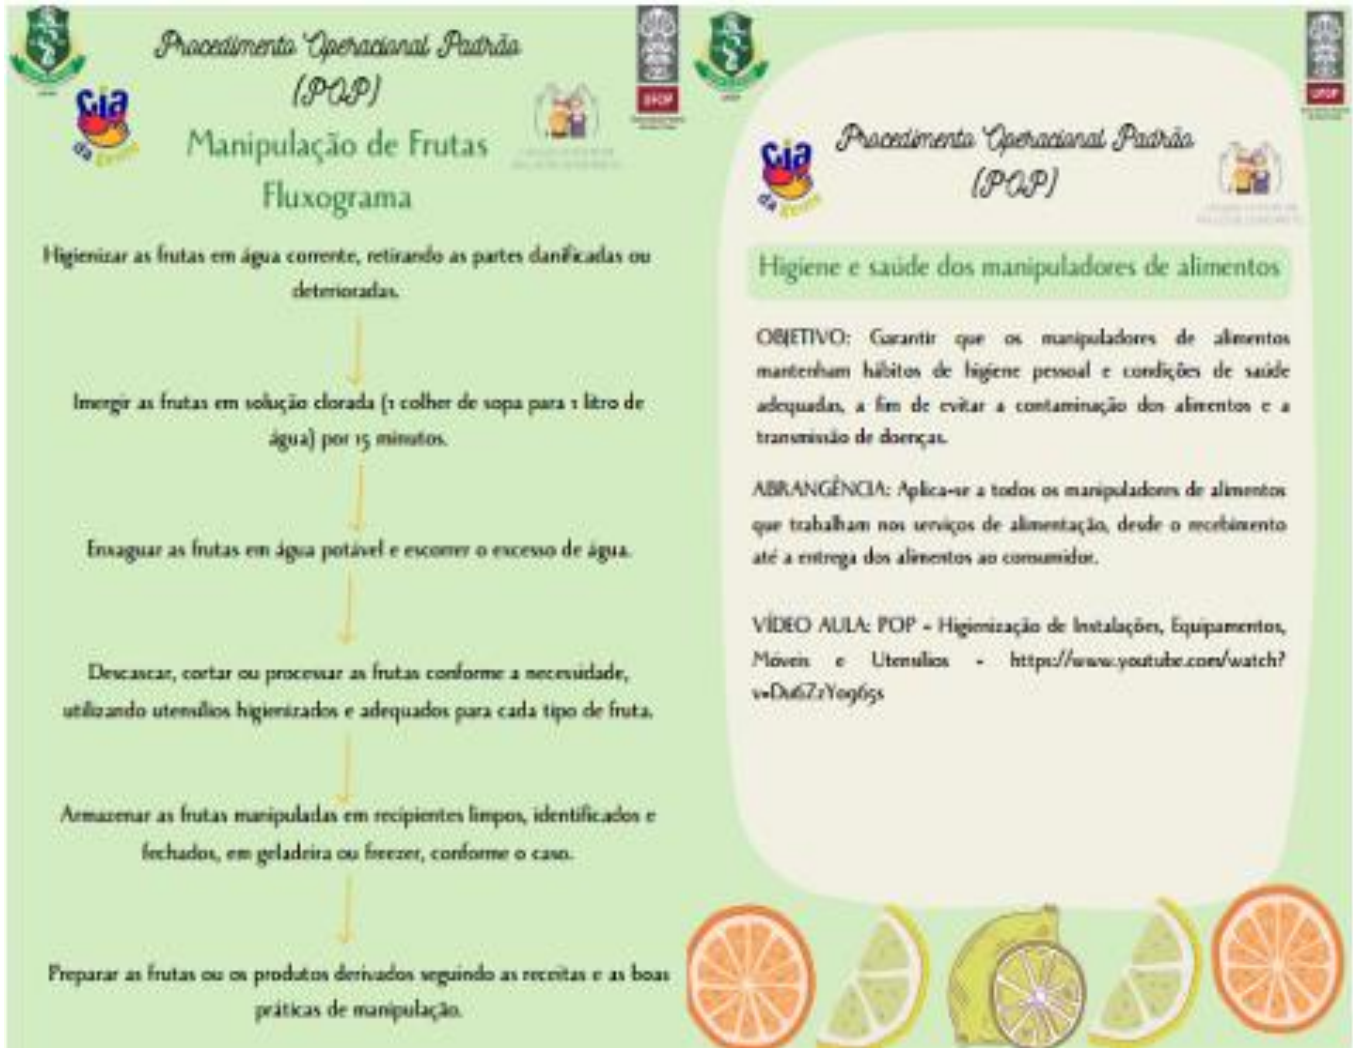 Procedimento Operacional Padrão
(POP)
Manipulação de Frutas
Fluxograma
cia
da
UFOP
Higienizar as frutas em água corrente, retirando as partes danificadas ou
deterioradas.
Imergir as frutas em solução clorada (1 colher de sopa para 1 litro de
água) por 15 minutos.
Enxaguar as frutas em água potável e escorrer o excesso de água.
Descascar, cortar ou processar as frutas conforme a necessidade,
utilizando utensílios higienizados e adequados para cada tipo de fruta.
Armazenar as frutas manipuladas em recipientes limpos, identificados e
fechados, em geladeira ou freezer, conforme o caso.
Preparar as frutas ou os produtos derivados seguindo as receitas e as boas
práticas de manipulação.
Procedimento Operacional Padrão
(POP)
cia
da
UFOP
Higiene e saúde dos manipuladores de alimentos
OBJETIVO: Garantir que os manipuladores de alimentos
mantenham hábitos de higiene pessoal e condições de saúde
adequadas, a fim de evitar a contaminação dos alimentos e a
transmissão de doenças.
ABRANGÊNCIA: Aplica-se a todos os manipuladores de alimentos
que trabalham nos serviços de alimentação, desde o recebimento
até a entrega dos alimentos ao consumidor.
VÍDEO AULA: POP - Higienização de Instalações, Equipamentos,
Móveis e Utensílios - https://www.youtube.com/watch?